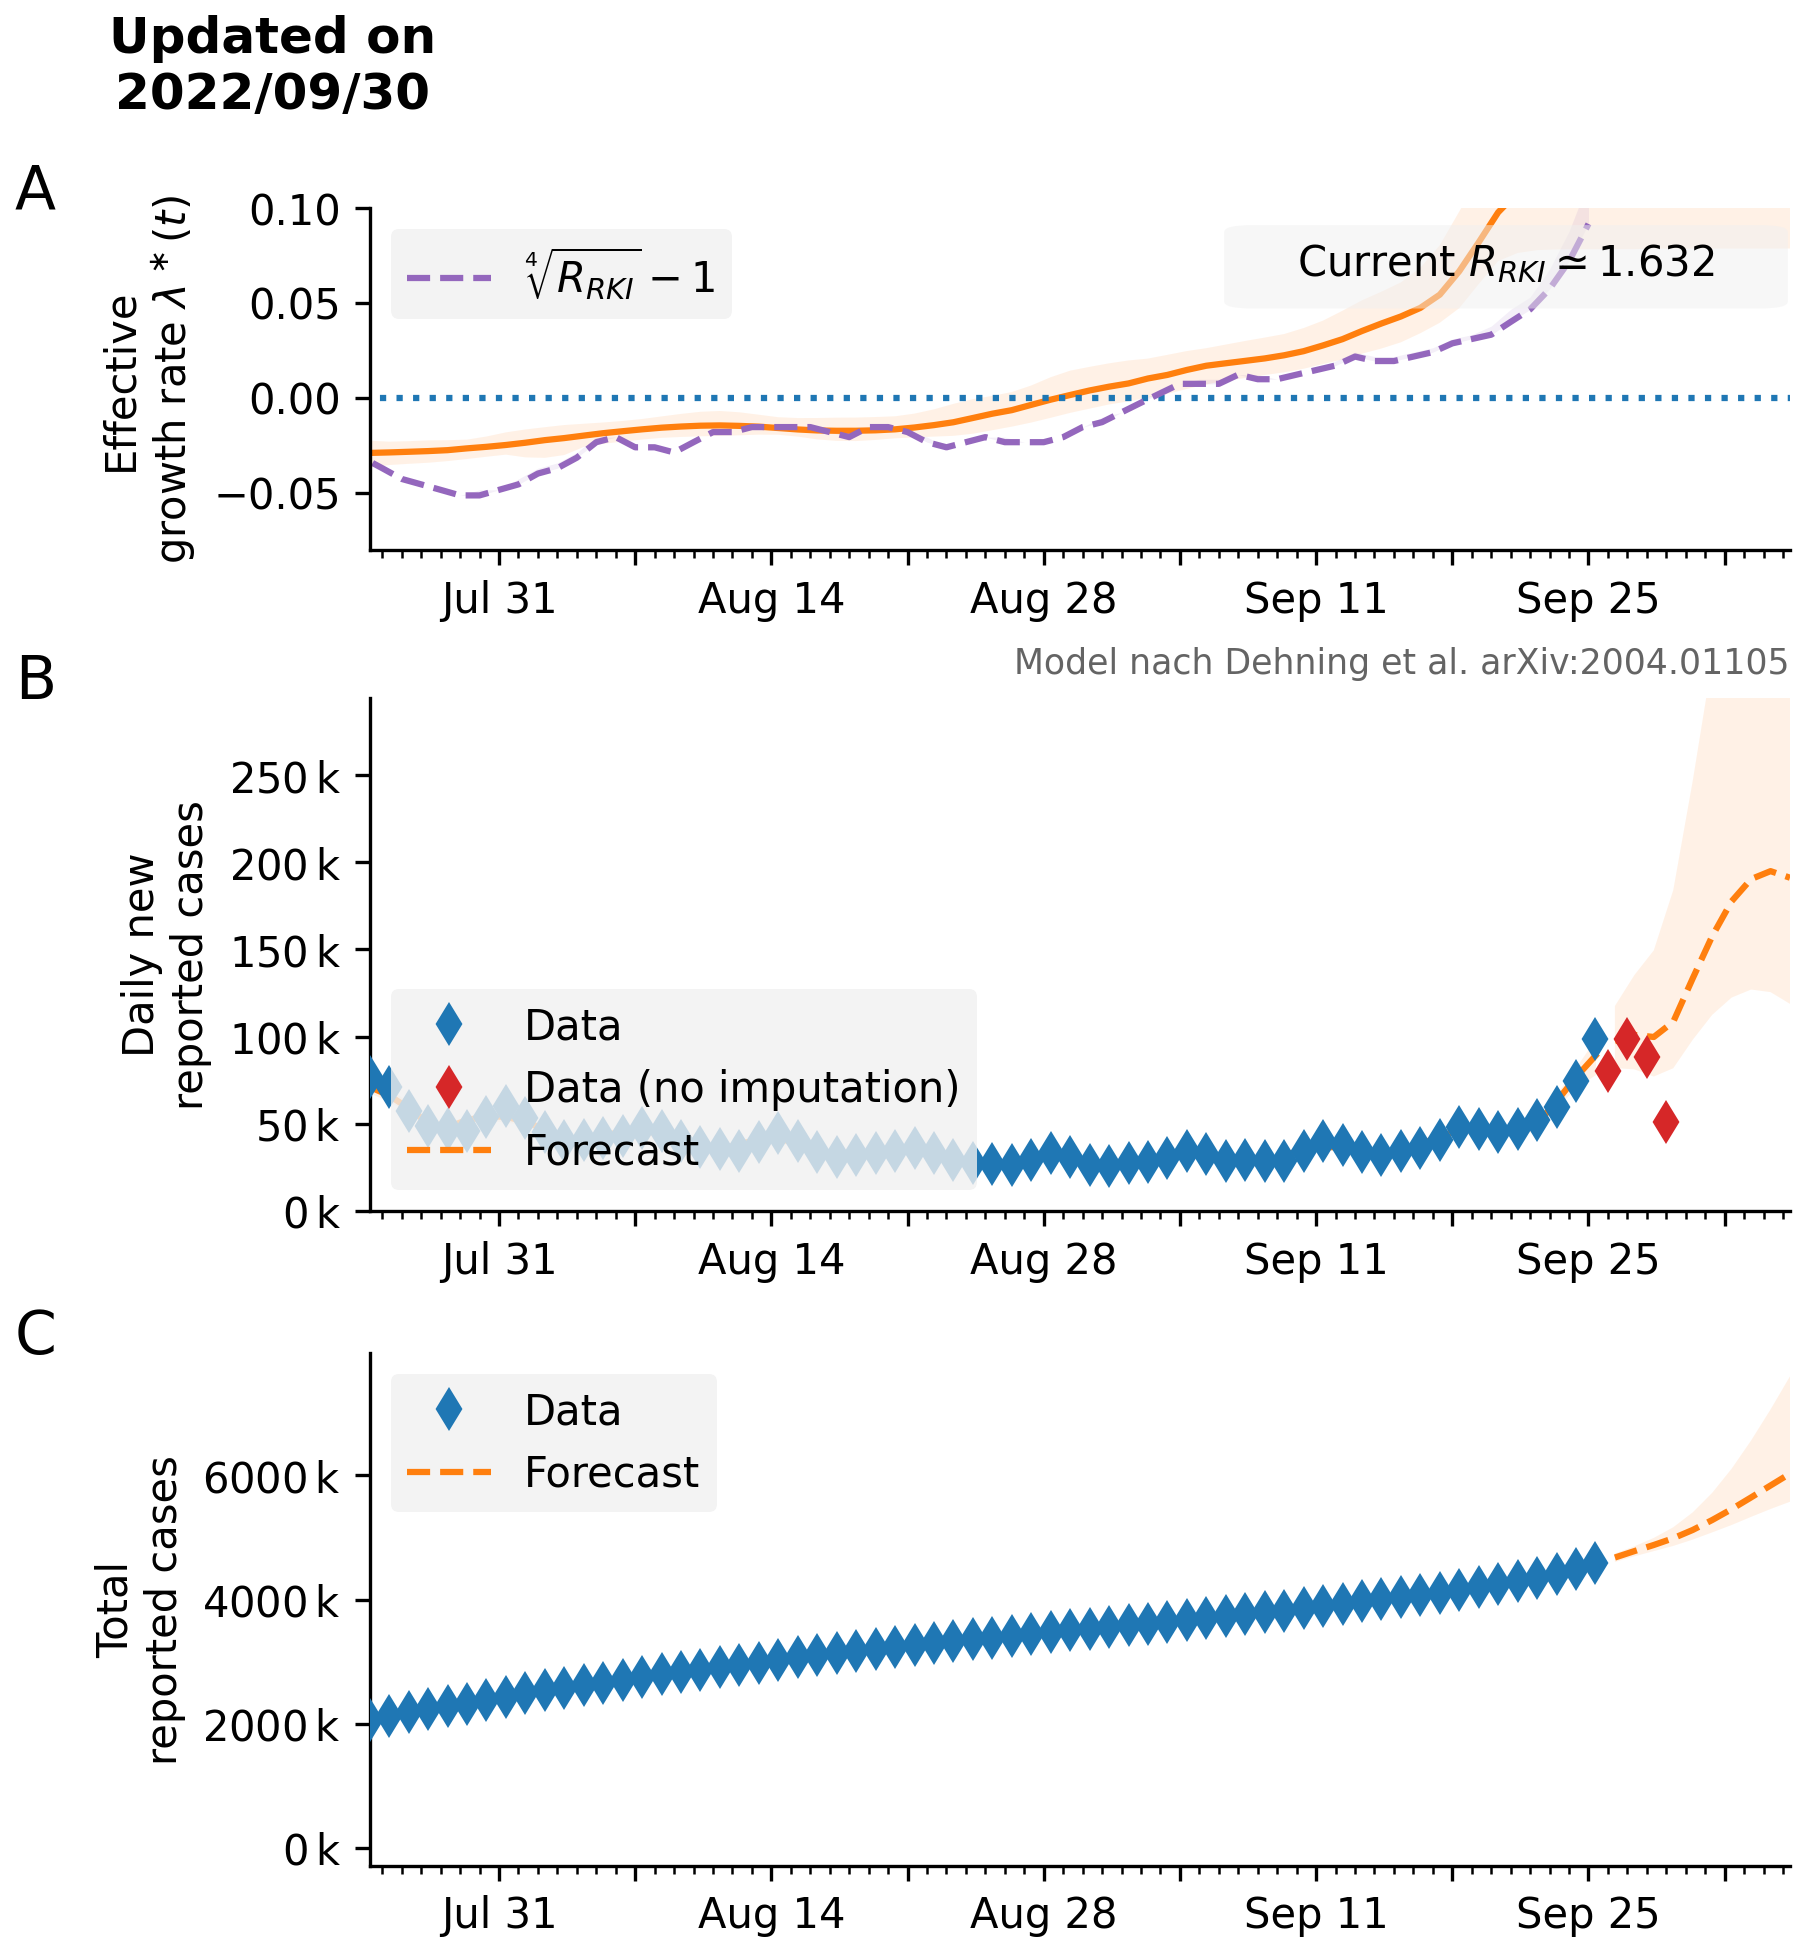 Updated on
2022/09/30
A
Effective
growth rate λ * (t)
0.10
0.05
0.00
−0.05
∜R_RKI − 1
Current R_RKI ≃ 1.632
Jul 31
Aug 14
Aug 28
Sep 11
Sep 25
Model nach Dehning et al. arXiv:2004.01105
B
Daily new
reported cases
250 k
200 k
150 k
100 k
50 k
0 k
Data
Data (no imputation)
Forecast
Jul 31
Aug 14
Aug 28
Sep 11
Sep 25
C
Total
reported cases
6000 k
4000 k
2000 k
0 k
Data
Forecast
Jul 31
Aug 14
Aug 28
Sep 11
Sep 25